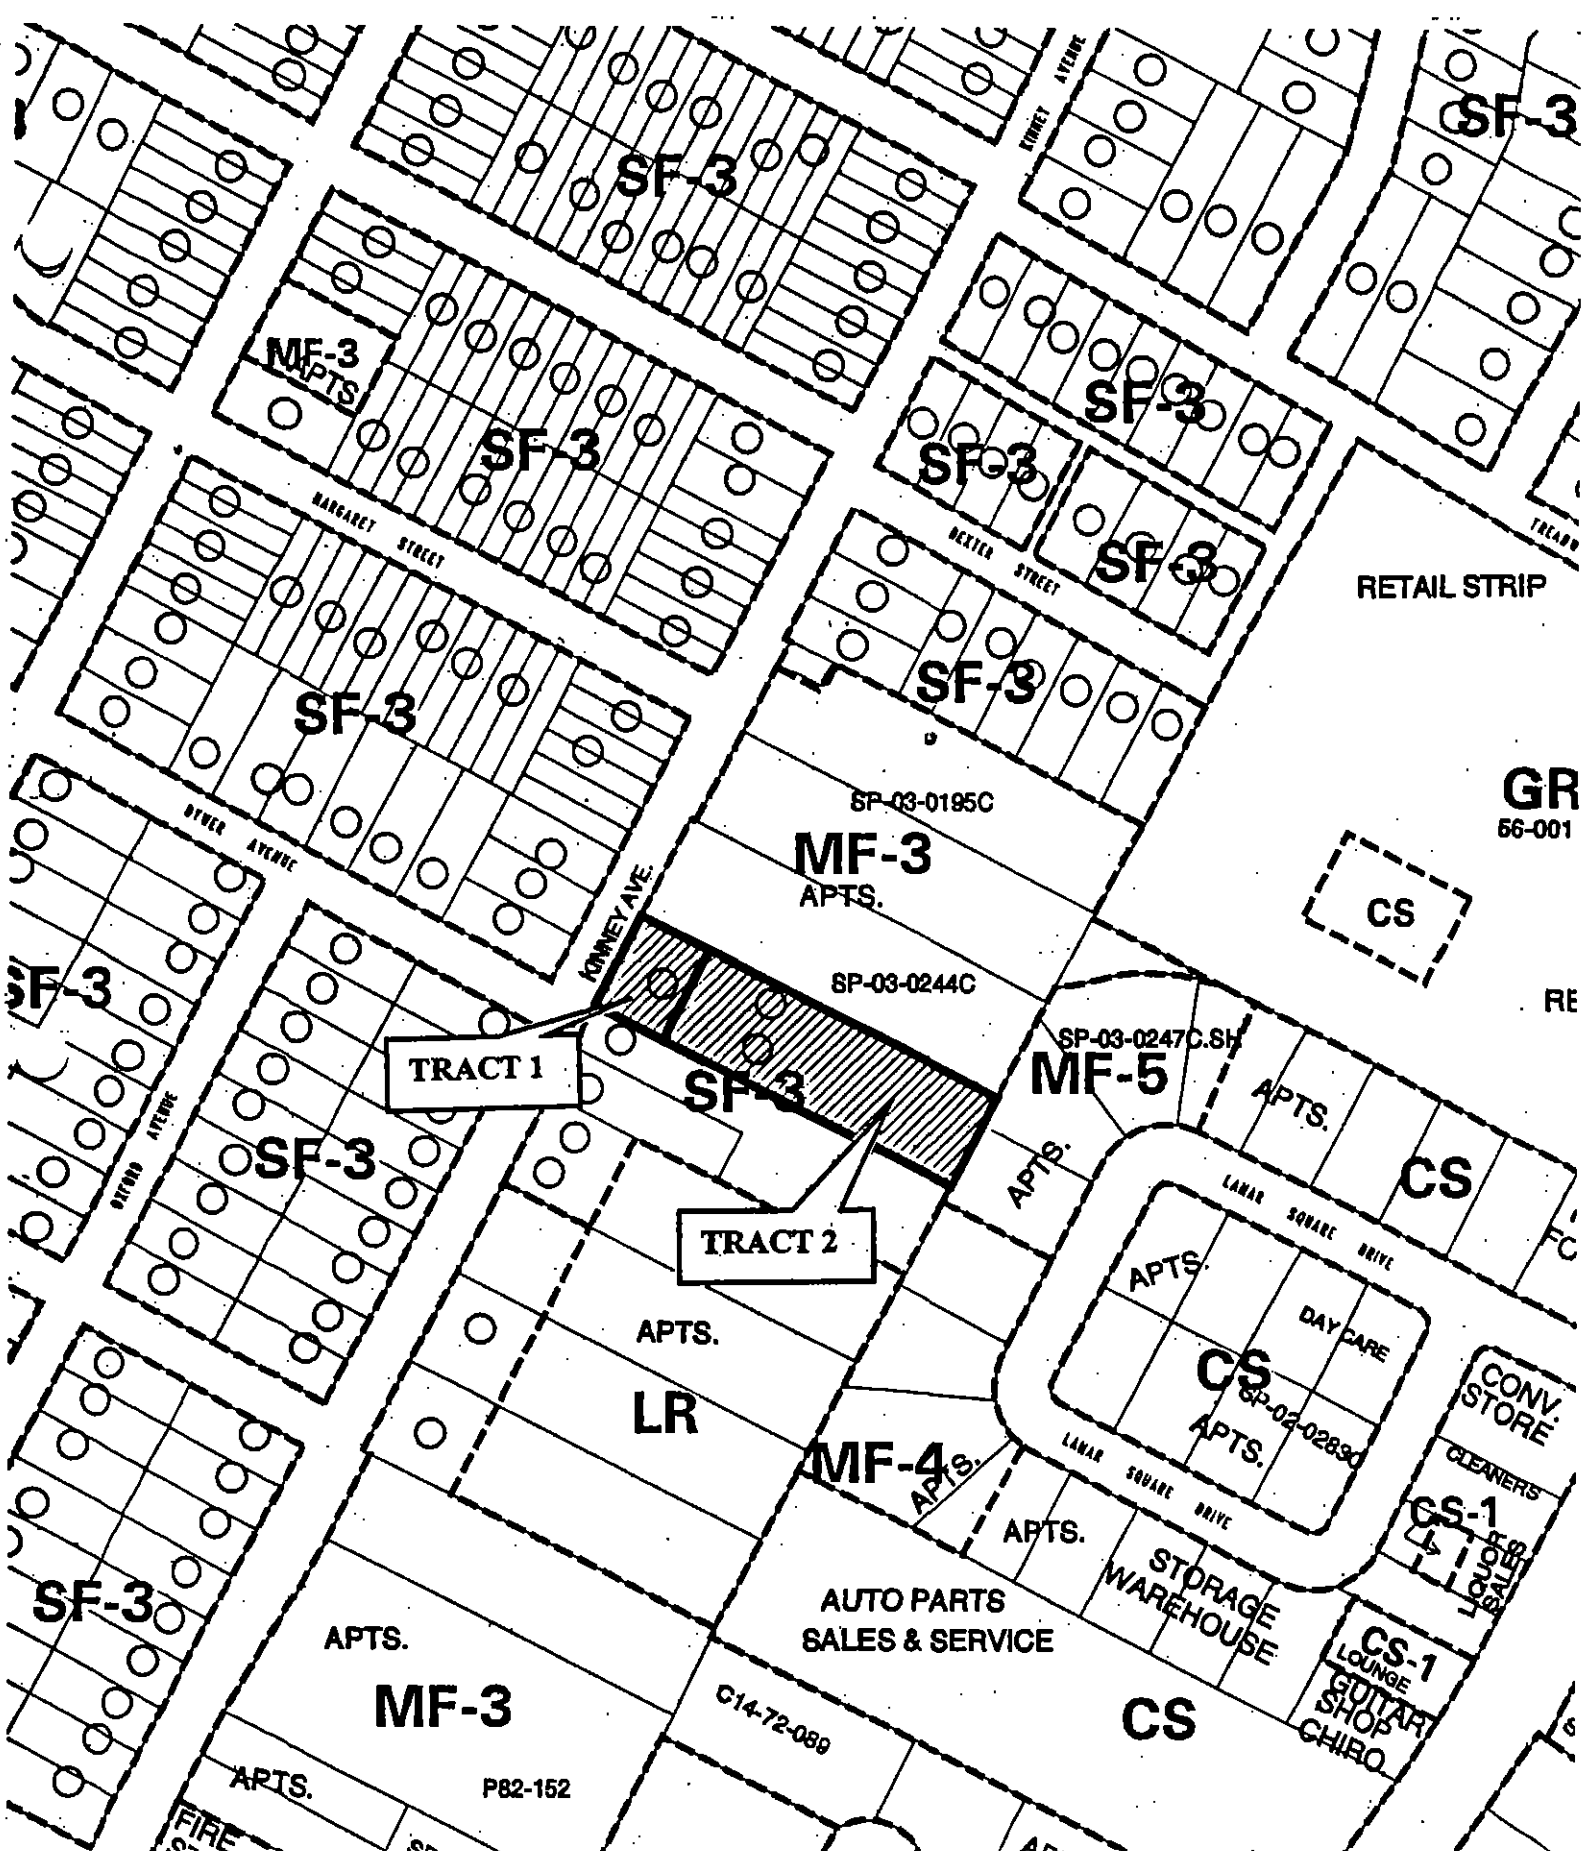 KINNEY AVENUE
SF-3
SF-3
MF-3
APTS
SF-3
SF-3
SF-3
SF-3
MARGARET STREET
DEXTER STREET
RETAIL STRIP
SF-3
SF-3
GR
56-001
SP-03-0195C
MF-3
APTS.
DYMER AVENUE
KINNEY AVE.
CS
SF-3
SP-03-0244C
SP-03-0247C.SH
MF-5
APTS.
TRACT 1
SF-3
APTS.
OXFORD AVENUE
SF-3
CS
LAMAR SQUARE DRIVE
TRACT 2
APTS.
DAY CARE
APTS.
CS
SP-02-0283C
APTS.
LR
CONV.
STORE
MF-4
APTS.
LAMAR SQUARE DRIVE
CLEANERS
CS-1
LIQUOR
SALES
APTS.
STORAGE
WAREHOUSE
SF-3
AUTO PARTS
SALES & SERVICE
APTS.
CS-1
LOUNGE
GUITAR
SHOP
CHIRO.
MF-3
C14-72-089
CS
APTS.
P82-152
FIRE